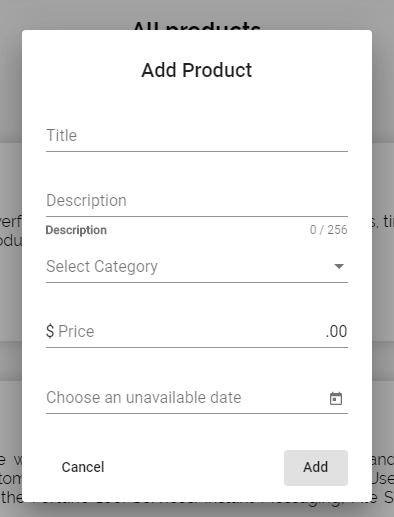 All products
Add Product
Title
Description
Description 0 / 256
Select Category
$ Price .00
Choose an unavailable date
Cancel Add